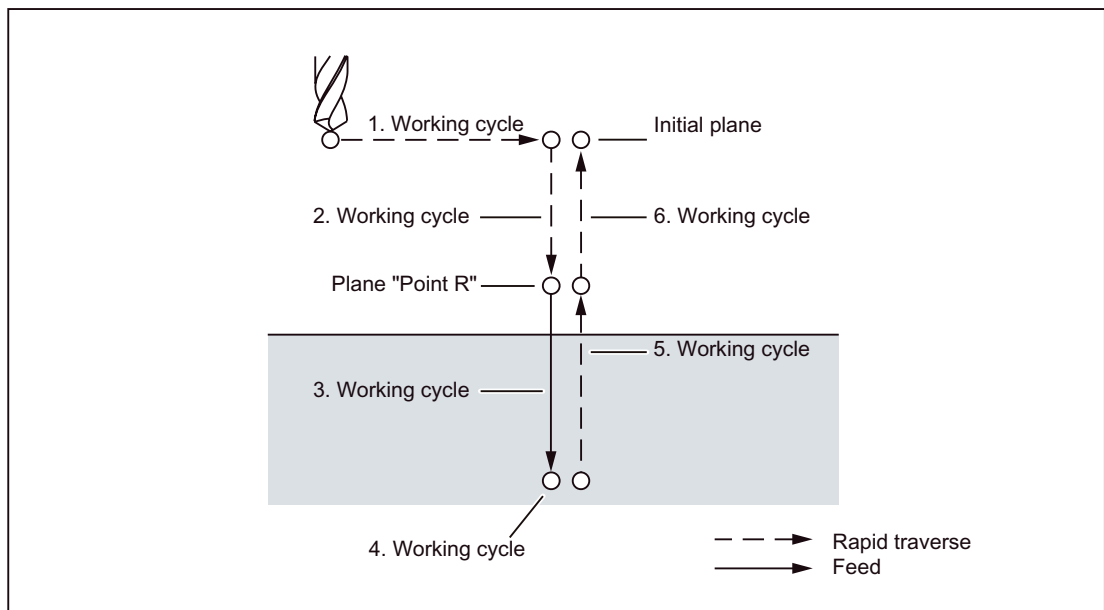 1. Working cycle
Initial plane
2. Working cycle
6. Working cycle
Plane "Point R"
5. Working cycle
3. Working cycle
4. Working cycle
Rapid traverse
Feed